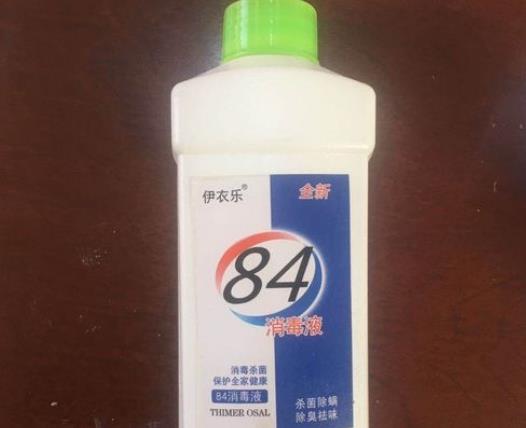 伊衣乐®
全新
84
消毒液
消毒杀菌
保护全家健康
84消毒液
THIMER OSAL
杀菌除螨
除臭祛味